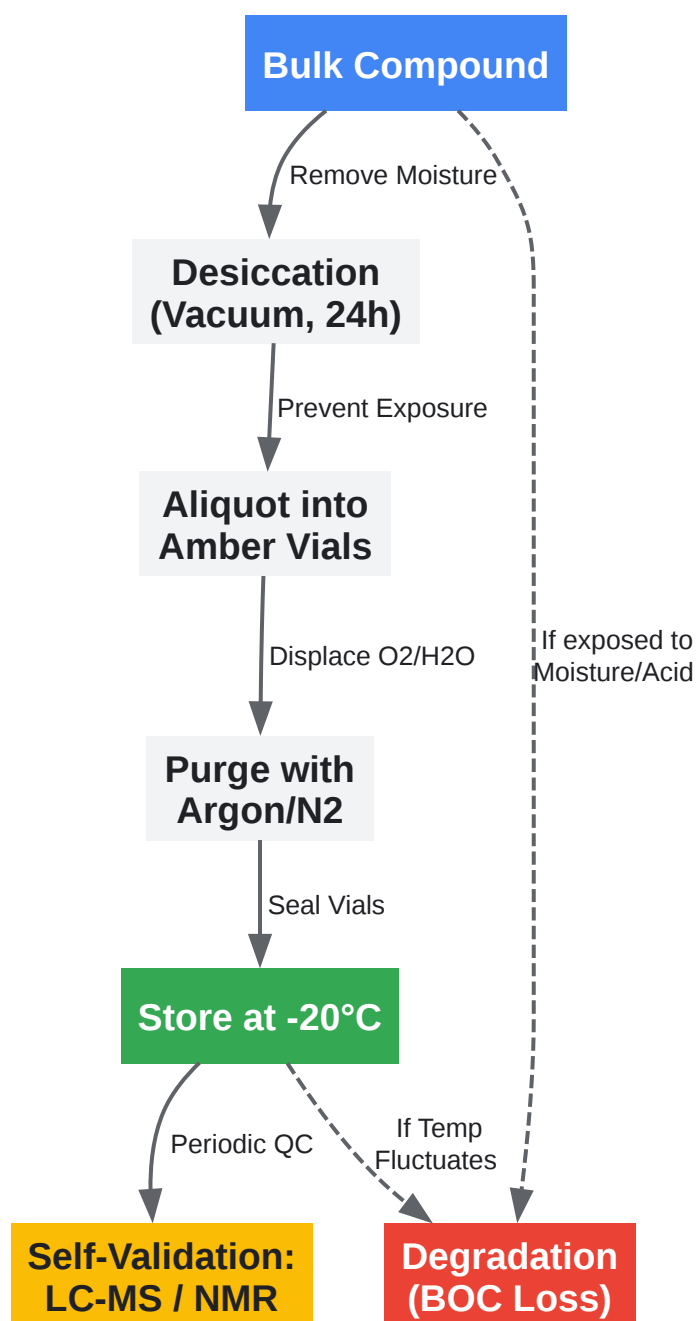 Bulk Compound
Remove Moisture
Desiccation
(Vacuum, 24h)
Prevent Exposure
Aliquot into
Amber Vials
Displace O2/H2O
If exposed to
Moisture/Acid
Purge with
Argon/N2
Seal Vials
Store at -20°C
Periodic QC
If Temp
Fluctuates
Self-Validation:
LC-MS / NMR
Degradation
(BOC Loss)